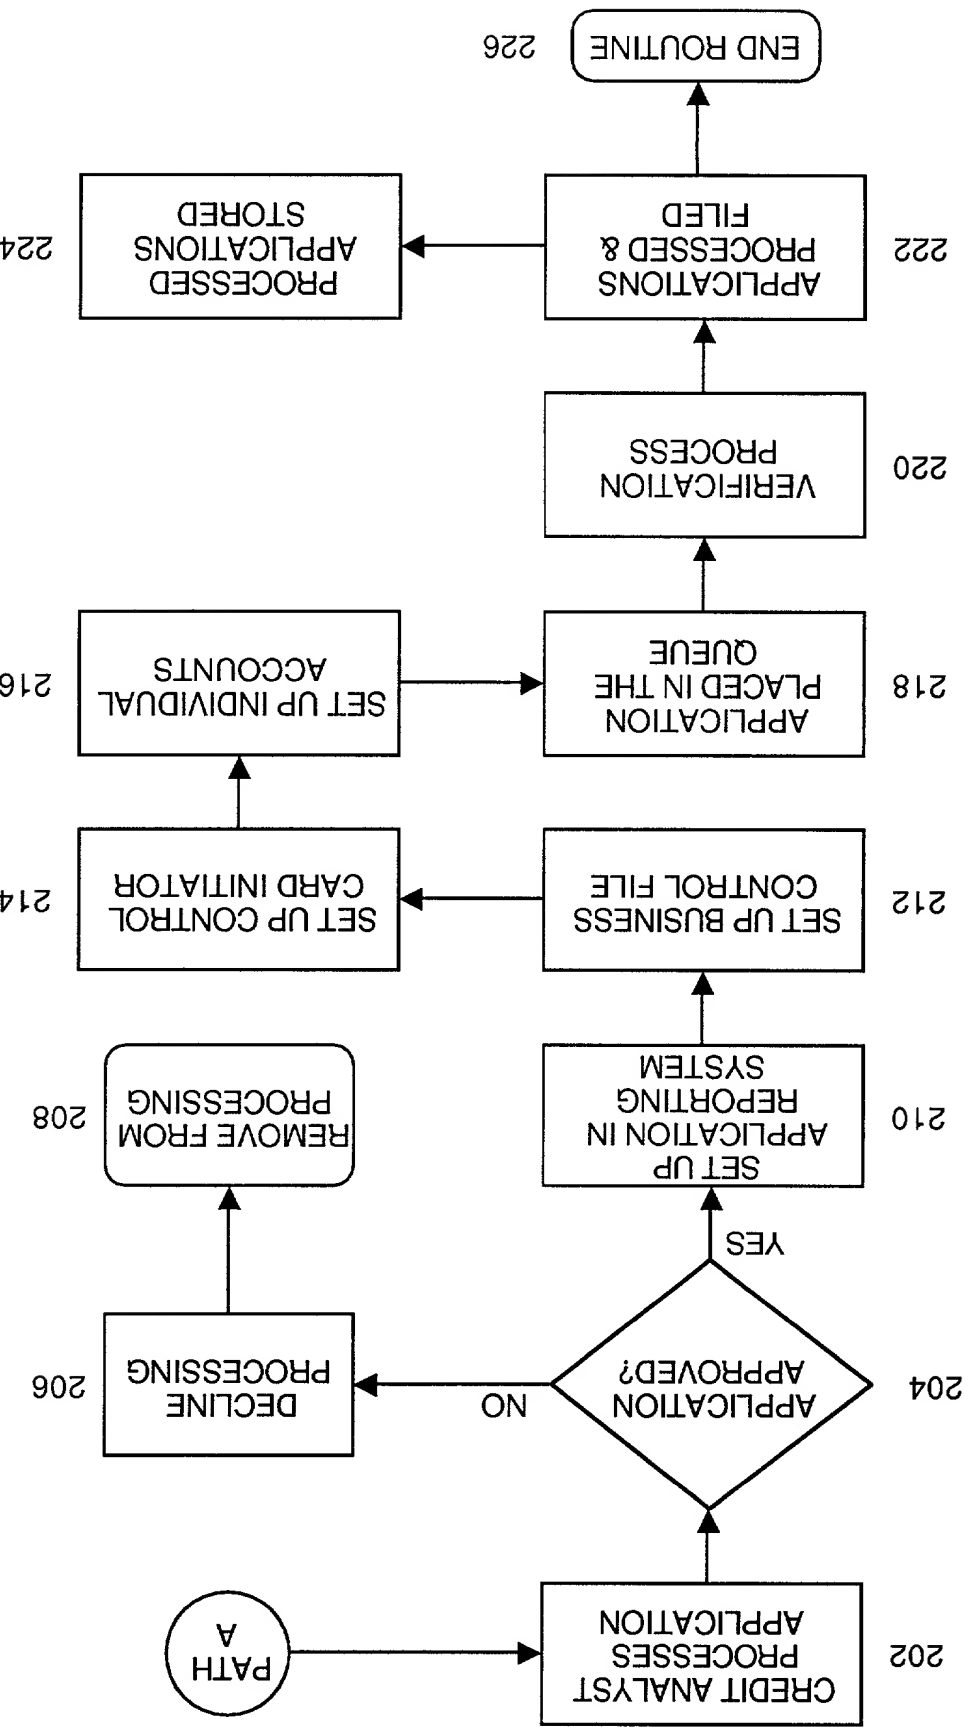 202
CREDIT ANALYST
PROCESSES
APPLICATION
PATH
A
204
APPLICATION
APPROVED?
NO
DECLINE
PROCESSING
206
YES
210
SET UP
APPLICATION IN
REPORTING
SYSTEM
REMOVE FROM
PROCESSING
208
212
SET UP BUSINESS
CONTROL FILE
SET UP CONTROL
CARD INITIATOR
214
218
APPLICATION
PLACED IN THE
QUEUE
SET UP INDIVIDUAL
ACCOUNTS
216
220
VERIFICATION
PROCESS
222
APPLICATIONS
PROCESSED &
FILED
PROCESSED
APPLICATIONS
STORED
224
END ROUTINE
226